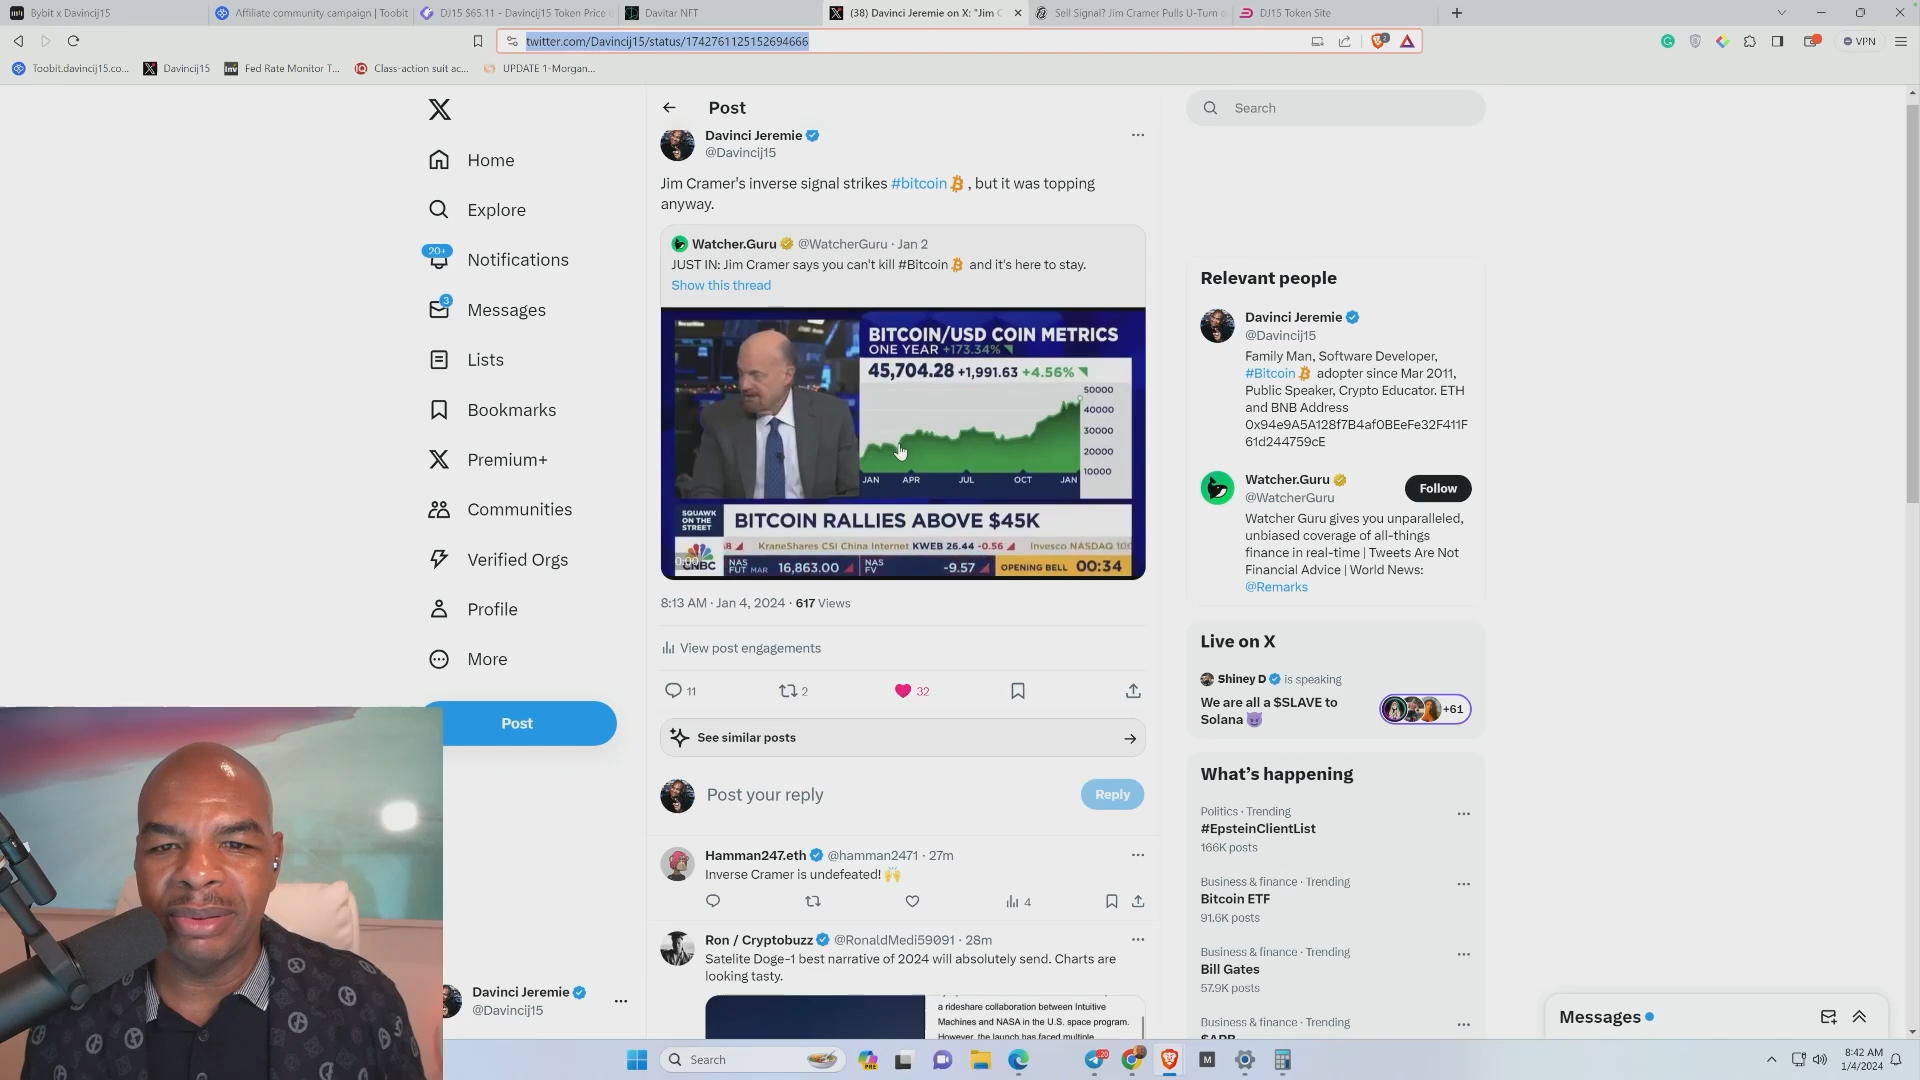 Bybit x Davincij15
Affiliate community campaign | Toobit
DJ15 $65.11 - Davincij15 Token Price
Davitar NFT
(38) Davinci Jeremie on X: "Jim C
Sell Signal? Jim Cramer Pulls U-Turn
DJ15 Token Site
twitter.com/Davincij15/status/1742761125152694666
VPN
Toobit.davincij15.co...
Davincij15
Fed Rate Monitor T...
Class-action suit ac...
UPDATE 1-Morgan...
Home
Explore
20+
Notifications
3
Messages
Lists
Bookmarks
Premium+
Communities
Verified Orgs
Profile
More
Post
Davinci Jeremie
@Davincij15
Post
Davinci Jeremie
@Davincij15
Jim Cramer's inverse signal strikes #bitcoin , but it was topping
anyway.
Watcher.Guru @WatcherGuru · Jan 2
JUST IN: Jim Cramer says you can't kill #Bitcoin and it's here to stay.
Show this thread
BITCOIN/USD COIN METRICS
ONE YEAR +173.34%
45,704.28 +1,991.63 +4.56%
50000
40000
30000
20000
10000
JAN APR JUL OCT JAN
SQUAWK
ON THE
STREET
BITCOIN RALLIES ABOVE $45K
KraneShares CSI China Internet KWEB 26.44 -0.56 Invesco NASDAQ
0:00
CNBC
NAS
FUT MAR 16,863.00
NAS
FV -9.57
OPENING BELL 00:34
8:13 AM · Jan 4, 2024 · 617 Views
View post engagements
11
2
32
See similar posts
Post your reply
Reply
Hamman247.eth @hamman2471 · 27m
Inverse Cramer is undefeated!
4
Ron / Cryptobuzz @RonaldMedi59091 · 28m
Satelite Doge-1 best narrative of 2024 will absolutely send. Charts are
looking tasty.
a rideshare collaboration between Intuitive
Machines and NASA in the U.S. space program.
However, the launch has faced multiple
Search
Relevant people
Davinci Jeremie
@Davincij15
Family Man, Software Developer,
#Bitcoin adopter since Mar 2011,
Public Speaker, Crypto Educator. ETH
and BNB Address
0x94e9A5A128f7B4af0BEeFe32F411F
61d244759cE
Watcher.Guru
@WatcherGuru
Follow
Watcher Guru gives you unparalleled,
unbiased coverage of all-things
finance in real-time | Tweets Are Not
Financial Advice | World News:
@Remarks
Live on X
Shiney D is speaking
We are all a $SLAVE to
Solana
+61
What's happening
Politics · Trending
#EpsteinClientList
166K posts
Business & finance · Trending
Bitcoin ETF
91.6K posts
Business & finance · Trending
Bill Gates
57.9K posts
Business & finance · Trending
Messages
Search
8:42 AM
1/4/2024